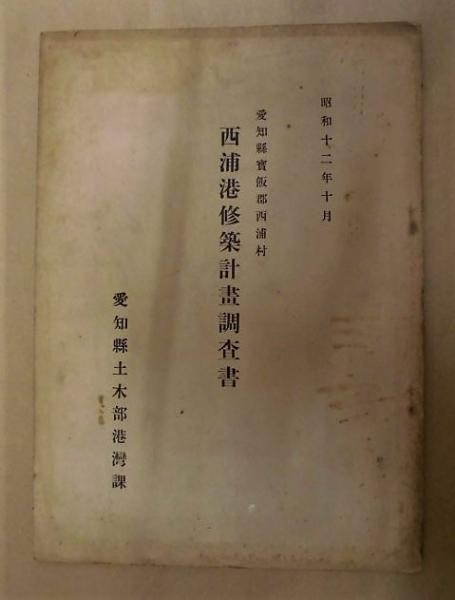 昭和十二年十月
愛知縣寳飯郡西浦村
西浦港修築計畫調査書
愛知縣土木部港灣課